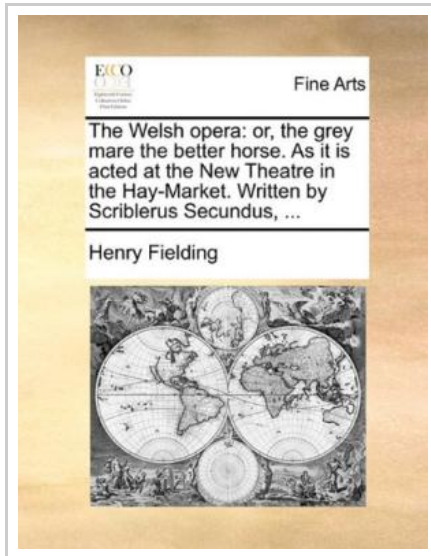 ECCO
Fine Arts
The Welsh opera: or, the grey
mare the better horse. As it is
acted at the New Theatre in
the Hay-Market. Written by
Scriblerus Secundus, ...
Henry Fielding